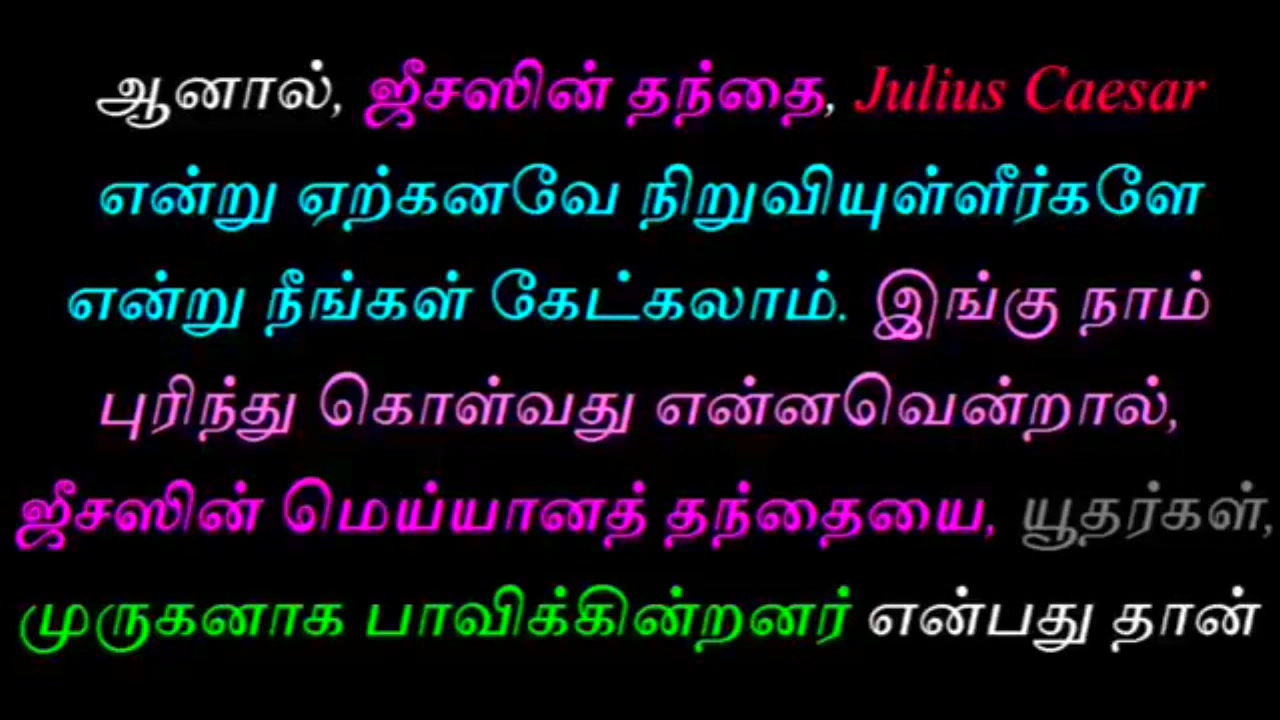 ஆனால், ஜீசஸின் தந்தை, Julius Caesar
என்று ஏற்கனவே நிறுவியுள்ளீர்களே
என்று நீங்கள் கேட்கலாம். இங்கு நாம்
புரிந்து கொள்வது என்னவென்றால்,
ஜீசஸின் மெய்யானத் தந்தையை, யூதர்கள்,
முருகனாக பாவிக்கின்றனர் என்பது தான்